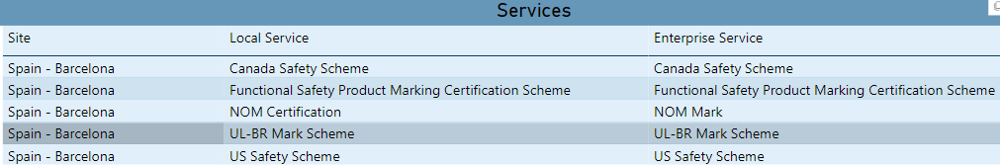 Services
Site Local Service Enterprise Service
Spain - Barcelona Canada Safety Scheme Canada Safety Scheme
Spain - Barcelona Functional Safety Product Marking Certification Scheme Functional Safety Product Marking Certification Scheme
Spain - Barcelona NOM Certification NOM Mark
Spain - Barcelona UL-BR Mark Scheme UL-BR Mark Scheme
Spain - Barcelona US Safety Scheme US Safety Scheme